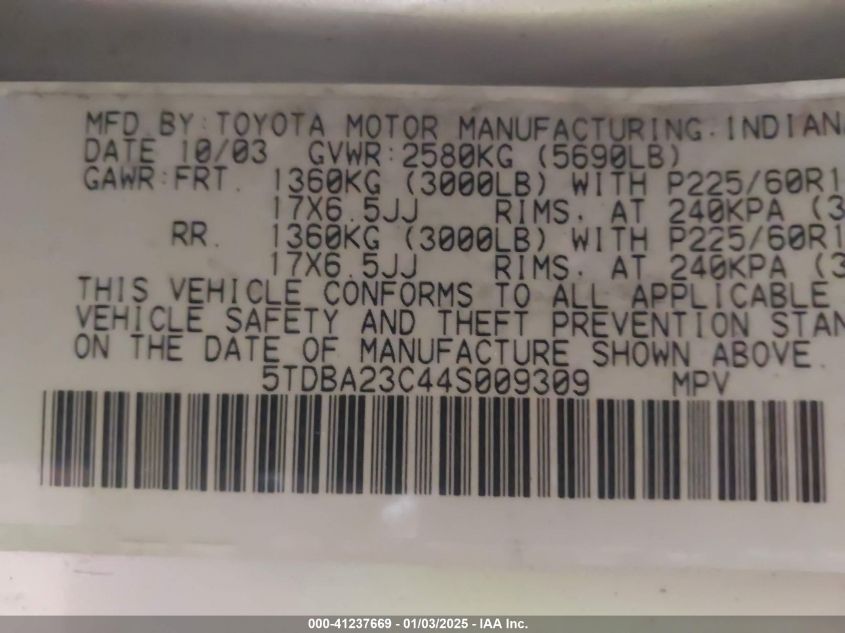 MFD. BY: TOYOTA MOTOR MANUFACTURING. INDIANA
DATE 10/03 GVWR: 2580KG (5690LB)
GAWR: FRT. 1360KG (3000LB) WITH P225/60R1
17X6.5JJ RIMS. AT 240KPA (3
RR. 1360KG (3000LB) WITH P225/60R1
17X6.5JJ RIMS. AT 240KPA (3
THIS VEHICLE CONFORMS TO ALL APPLICABLE
VEHICLE SAFETY AND THEFT PREVENTION STAN
ON THE DATE OF MANUFACTURE SHOWN ABOVE.
5TDBA23C44S009309 MPV
000-41237669 - 01/03/2025 - IAA Inc.